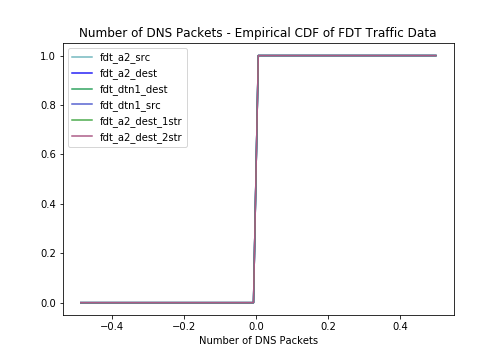 Number of DNS Packets - Empirical CDF of FDT Traffic Data
fdt_a2_src
fdt_a2_dest
fdt_dtn1_dest
fdt_dtn1_src
fdt_a2_dest_1str
fdt_a2_dest_2str
1.0
0.8
0.6
0.4
0.2
0.0
−0.4
−0.2
0.0
0.2
0.4
Number of DNS Packets